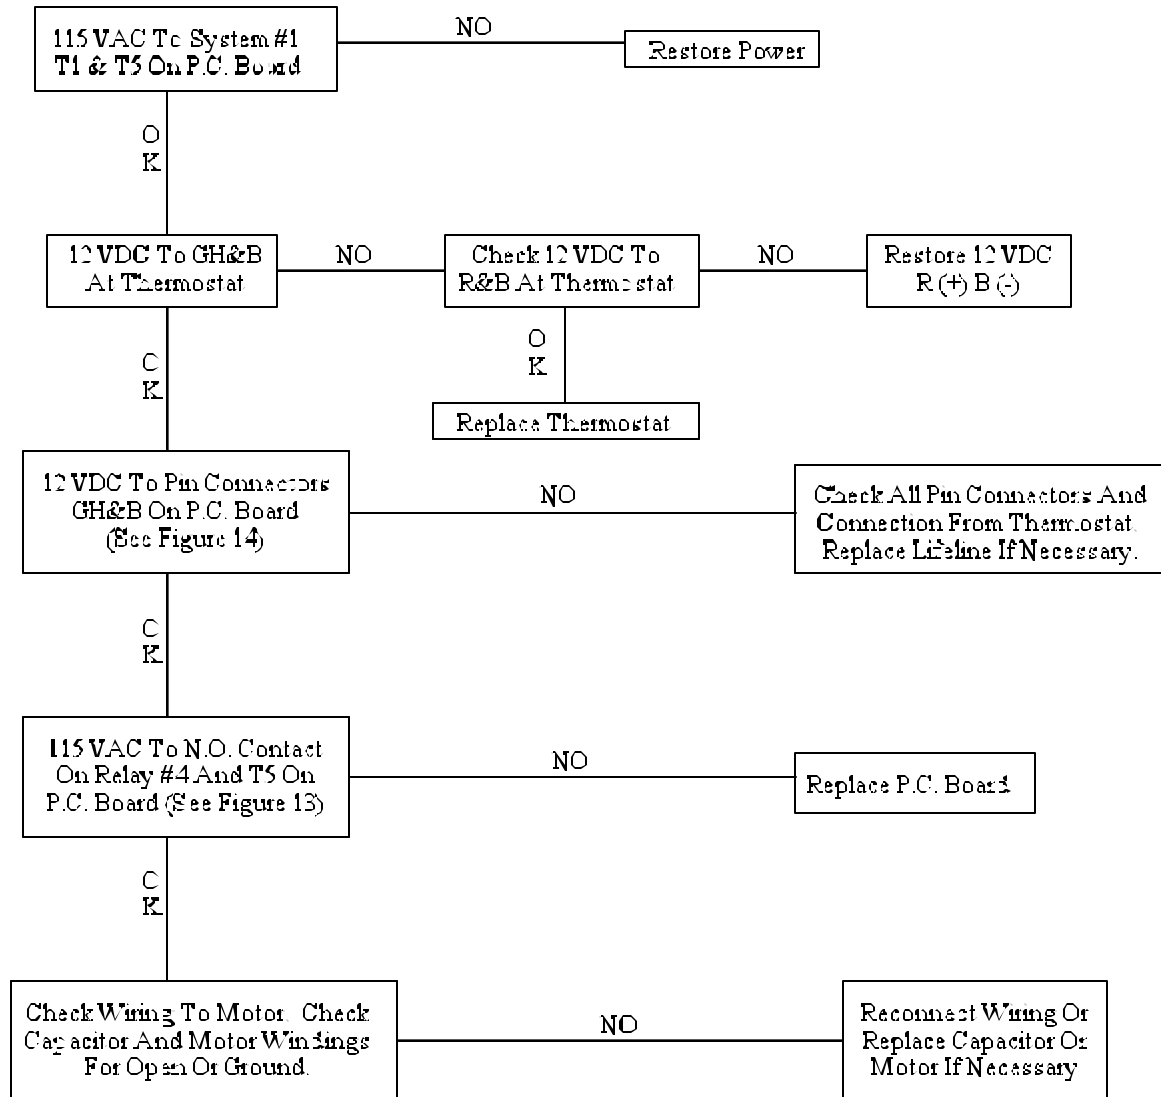 115 VAC To System #1
T1 & T5 On P.C. Board
NO
Restore Power
O
K
12 VDC To GH&B
At Thermostat
NO
Check 12 VDC To
R&B At Thermostat
NO
Restore 12 VDC
R (+) B (-)
O
K
O
K
Replace Thermostat
12 VDC To Pin Connectors
GH&B On P.C. Board
(See Figure 14)
NO
Check All Pin Connectors And
Connection From Thermostat.
Replace Lifeline If Necessary.
O
K
115 VAC To N.O. Contact
On Relay #4 And T5 On
P.C. Board (See Figure 13)
NO
Replace P.C. Board
O
K
Check Wiring To Motor. Check
Capacitor And Motor Windings
For Open Or Ground.
NO
Reconnect Wiring Or
Replace Capacitor Or
Motor If Necessary